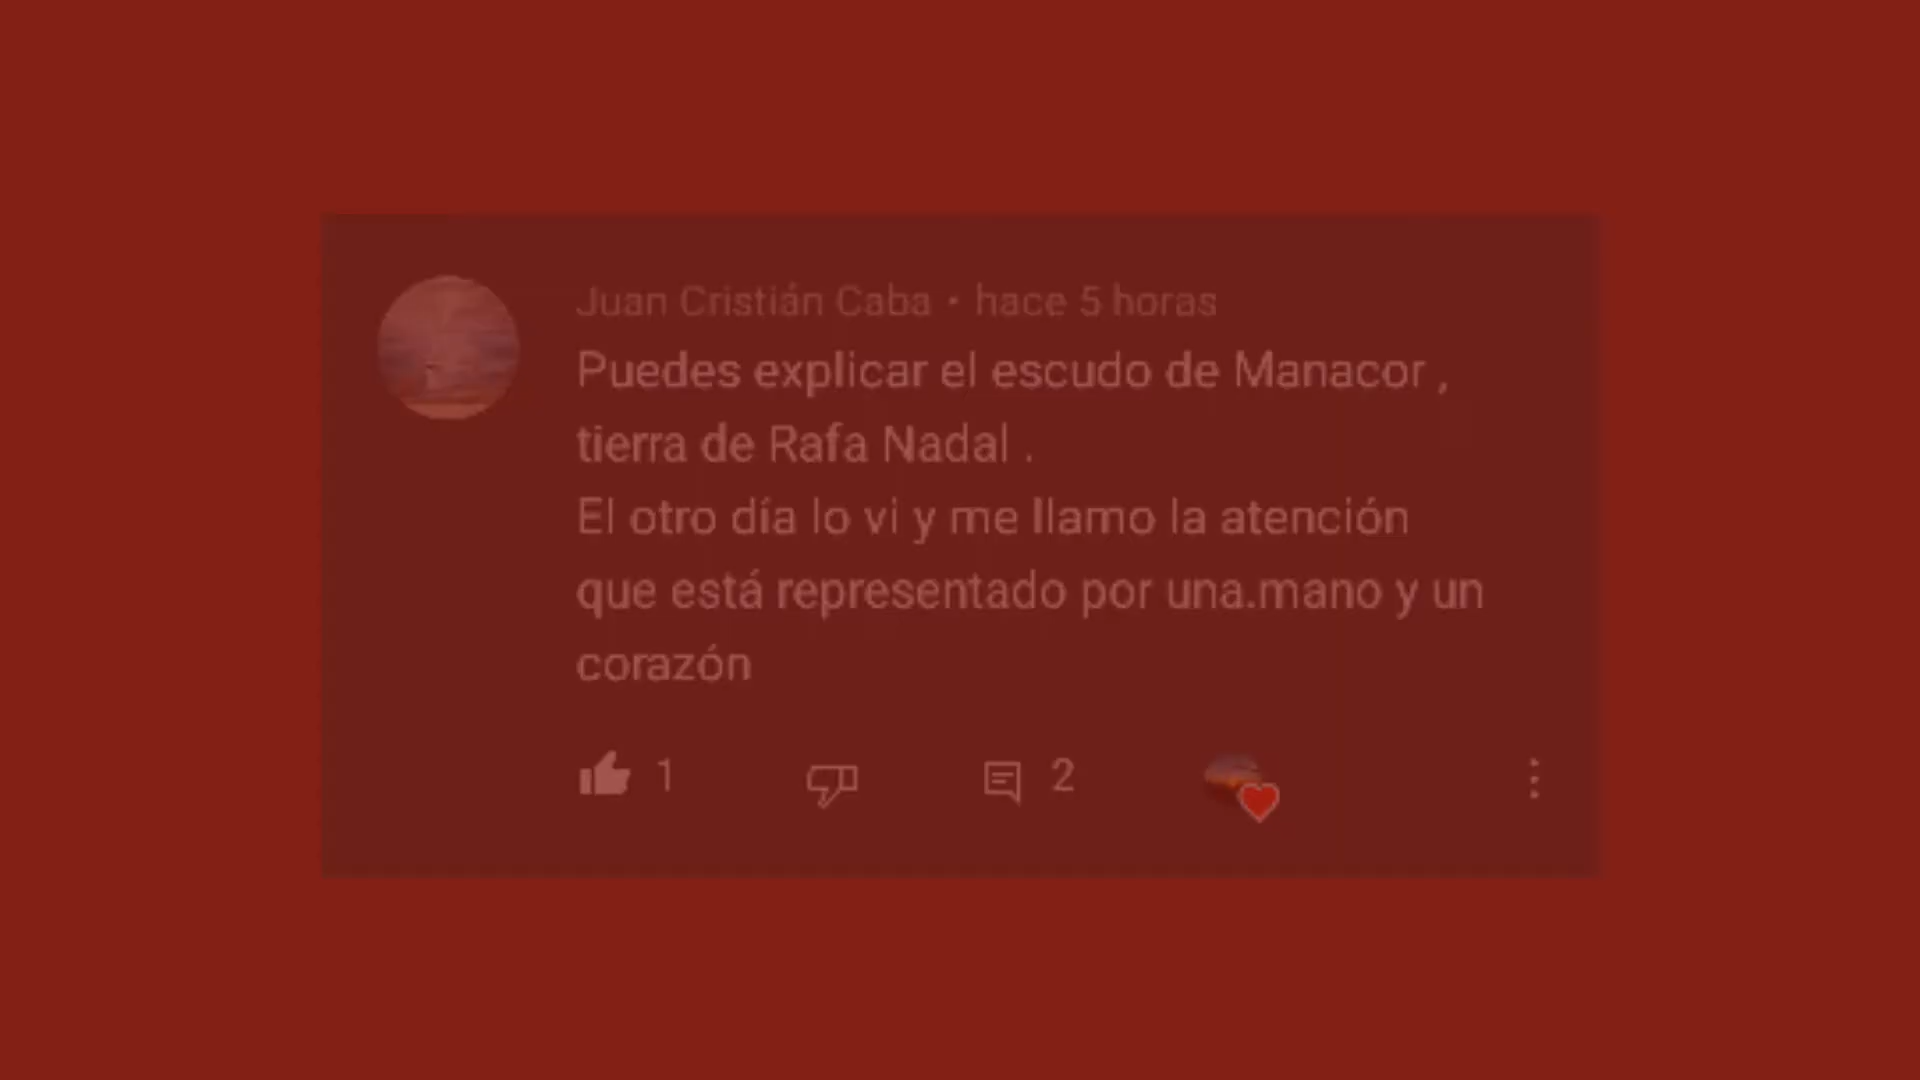 Juan Cristián Caba • hace 5 horas
Puedes explicar el escudo de Manacor ,
tierra de Rafa Nadal .
El otro día lo vi y me llamo la atención
que está representado por una.mano y un
corazón
1 2